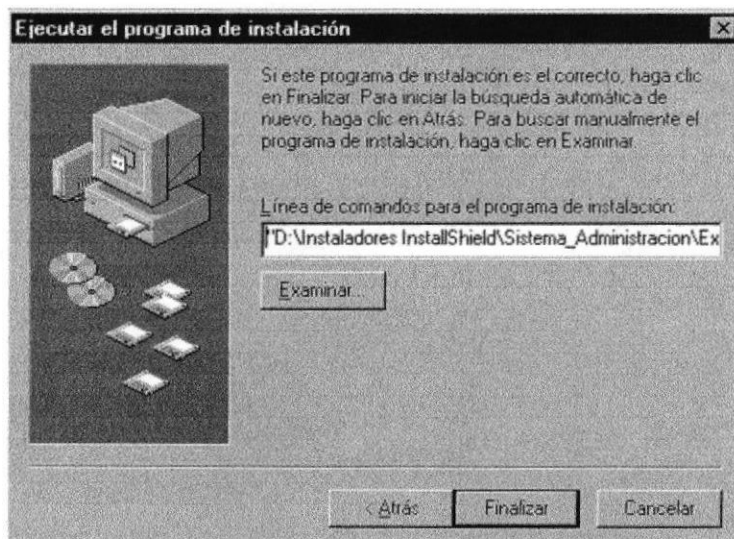 Ejecutar el programa de instalación
Si este programa de instalación es el correcto, haga clic
en Finalizar. Para iniciar la búsqueda automática de
nuevo, haga clic en Atrás. Para buscar manualmente el
programa de instalación, haga clic en Examinar.
Línea de comandos para el programa de instalación:
"D:\Instaladores InstallShield\Sistema_Administracion\Ex
Examinar...
< Atrás
Finalizar
Cancelar